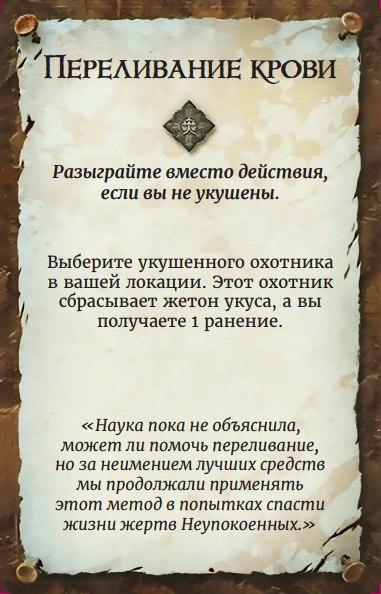 Переливание крови
Разыграйте вместо действия,
если вы не укушены.
Выберите укушенного охотника
в вашей локации. Этот охотник
сбрасывает жетон укуса, а вы
получаете 1 ранение.
«Наука пока не объяснила,
может ли помочь переливание,
но за неимением лучших средств
мы продолжали применять
этот метод в попытках спасти
жизни жертв Неупокоенных.»